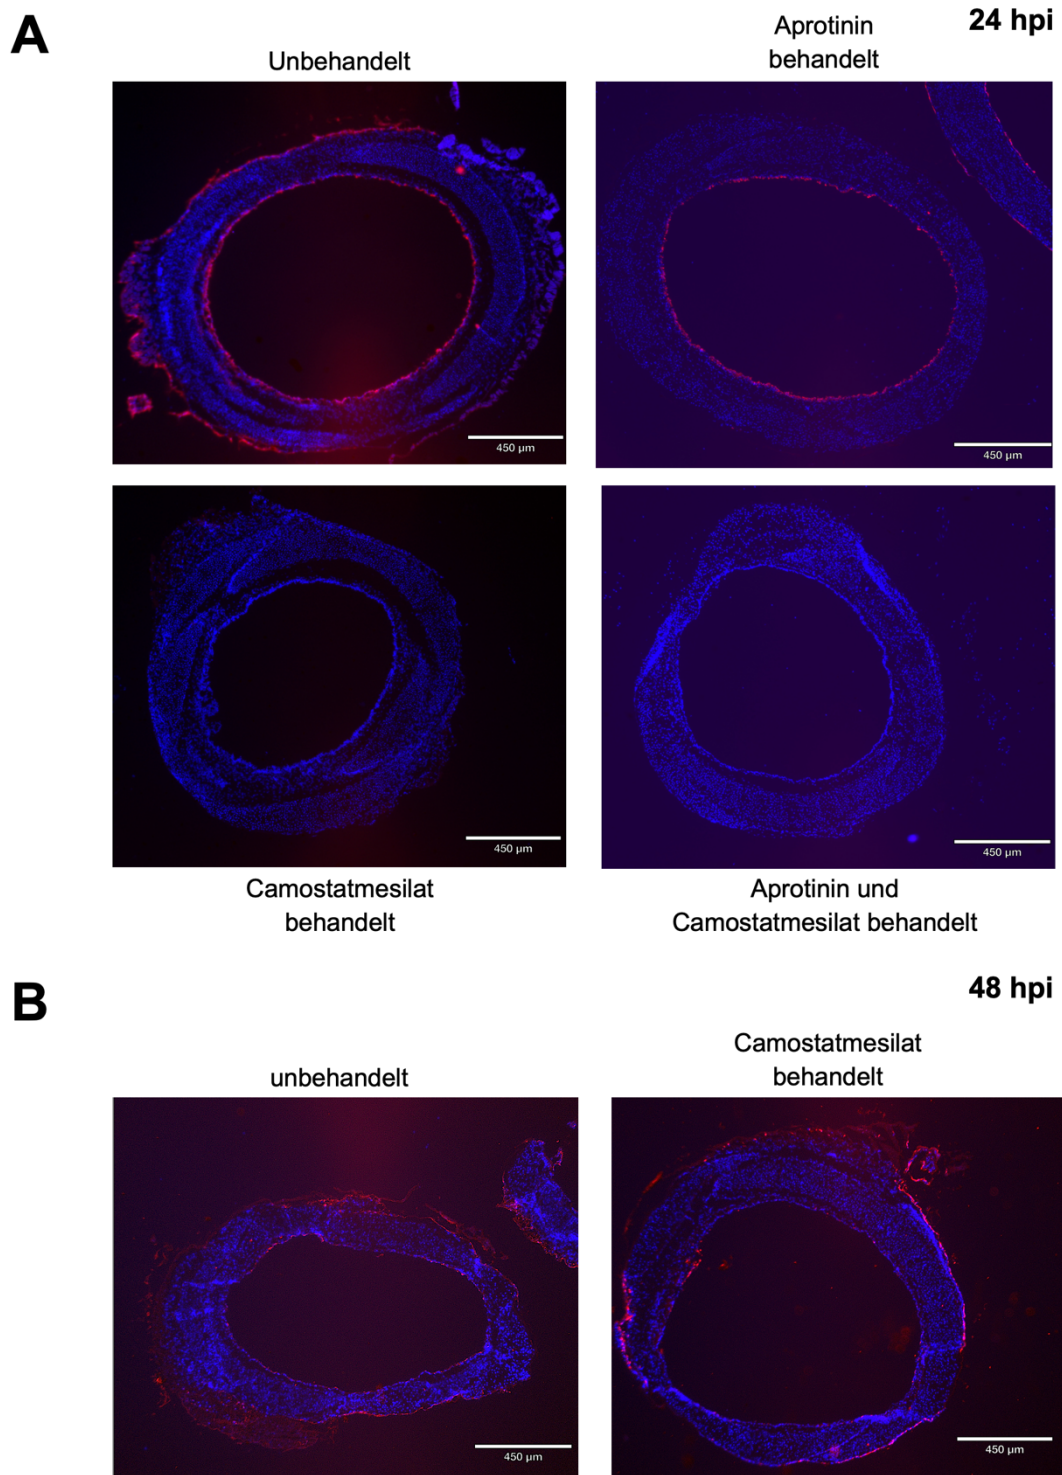 A
24 hpi
Unbehandelt
Aprotinin
behandelt
450 µm
450 µm
450 µm
450 µm
Camostatmesilat
behandelt
Aprotinin und
Camostatmesilat behandelt
B
48 hpi
unbehandelt
Camostatmesilat
behandelt
450 µm
450 µm